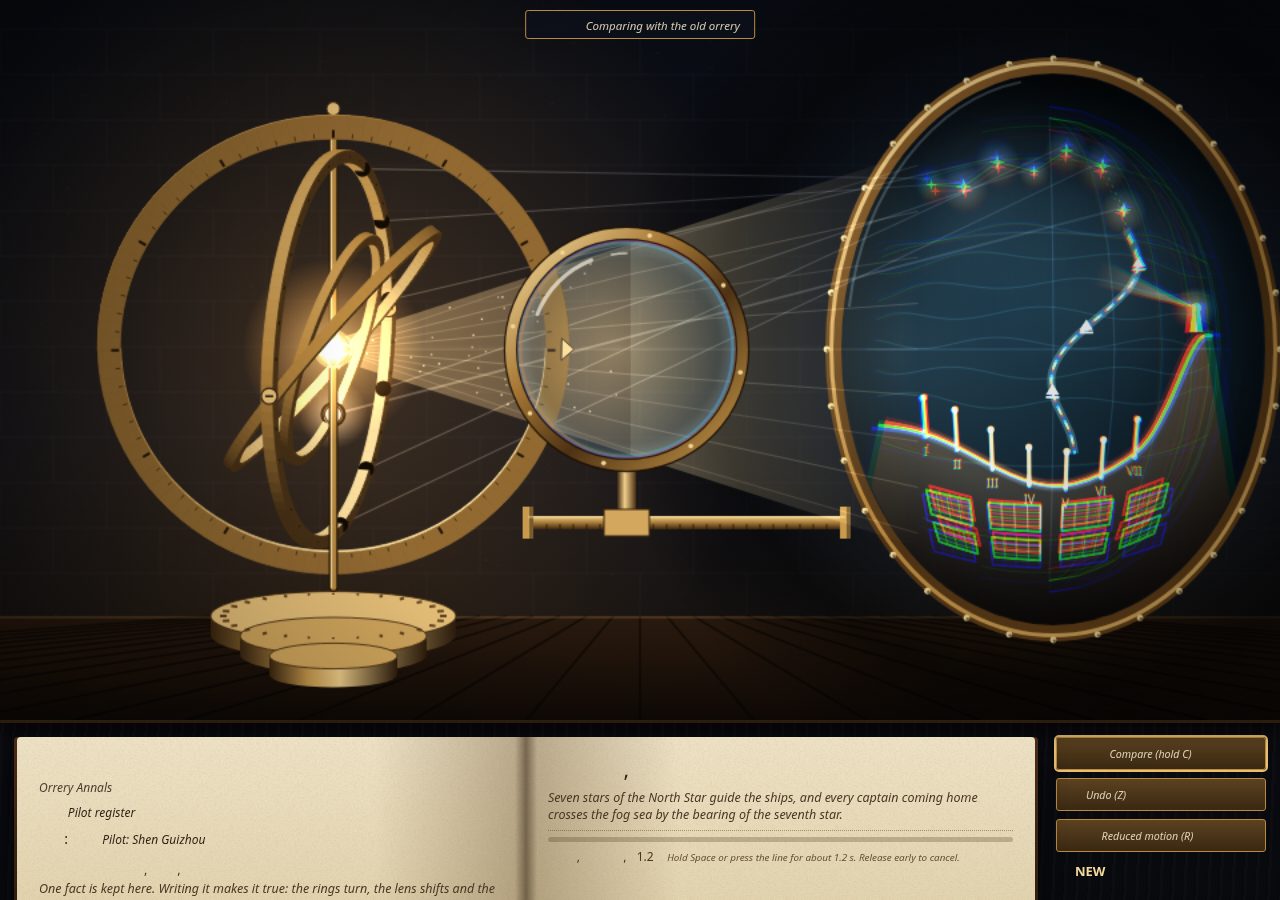 Comparing with the old orrery
I
II
III
IV
V
VI
VII
Orrery Annals
Pilot register
: Pilot: Shen Guizhou
, ,
One fact is kept here. Writing it makes it true: the rings turn, the lens shifts and the
,
Seven stars of the North Star guide the ships, and every captain coming home
crosses the fog sea by the bearing of the seventh star.
, , 1.2 Hold Space or press the line for about 1.2 s. Release early to cancel.
Compare (hold C)
Undo (Z)
Reduced motion (R)
NEW